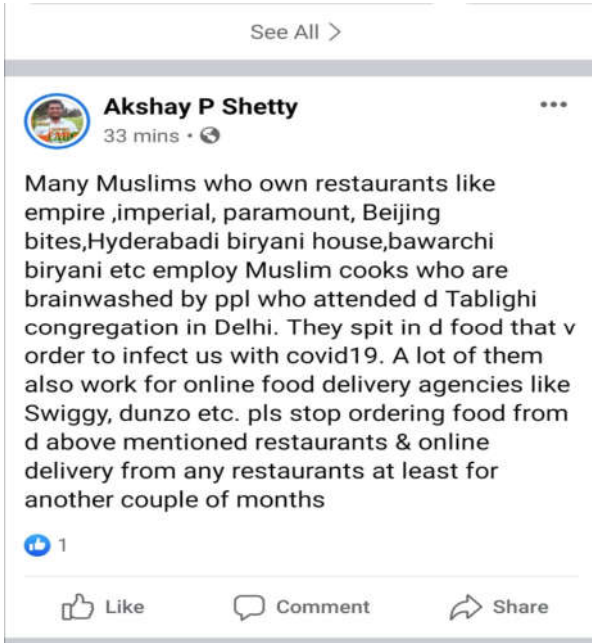 See All >
Akshay P Shetty
33 mins •
Many Muslims who own restaurants like
empire ,imperial, paramount, Beijing
bites,Hyderabadi biryani house,bawarchi
biryani etc employ Muslim cooks who are
brainwashed by ppl who attended d Tablighi
congregation in Delhi. They spit in d food that v
order to infect us with covid19. A lot of them
also work for online food delivery agencies like
Swiggy, dunzo etc. pls stop ordering food from
d above mentioned restaurants & online
delivery from any restaurants at least for
another couple of months
1
Like Comment Share